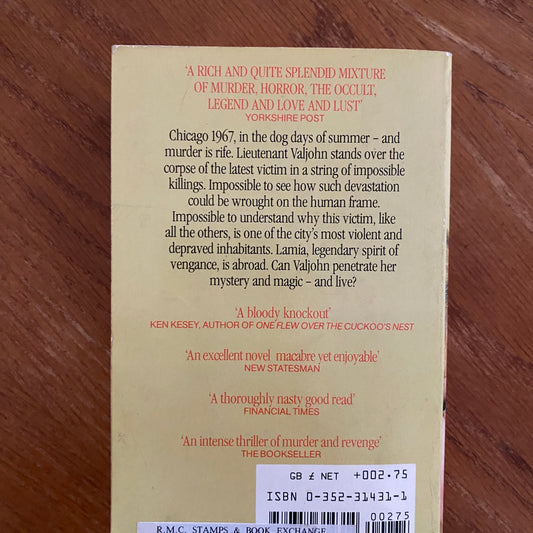 ‘A RICH AND QUITE SPLENDID MIXTURE
OF MURDER, HORROR, THE OCCULT,
LEGEND AND LOVE AND LUST’
YORKSHIRE POST
Chicago 1967, in the dog days of summer – and
murder is rife. Lieutenant Valjohn stands over the
corpse of the latest victim in a string of impossible
killings. Impossible to see how such devastation
could be wrought on the human frame.
Impossible to understand why this victim, like
all the others, is one of the city's most violent and
depraved inhabitants. Lamia, legendary spirit of
vengance, is abroad. Can Valjohn penetrate her
mystery and magic – and live?
‘A bloody knockout’
KEN KESEY, AUTHOR OF ONE FLEW OVER THE CUCKOO'S NEST
‘An excellent novel macabre yet enjoyable’
NEW STATESMAN
‘A thoroughly nasty good read’
FINANCIAL TIMES
‘An intense thriller of murder and revenge’
THE BOOKSELLER
GB £ NET +002.75
ISBN 0-352-31431-1
00275
R.M.C. STAMPS & BOOK EXCHANGE